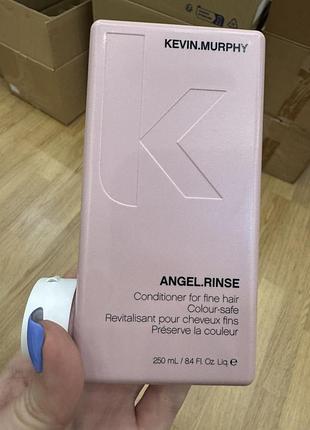 KEVIN.MURPHY
ANGEL.RINSE
Conditioner for fine hair
Colour-safe
Revitalisant pour cheveux fins
Préserve la couleur
250 mL / 8.4 Fl. Oz. Liq. e